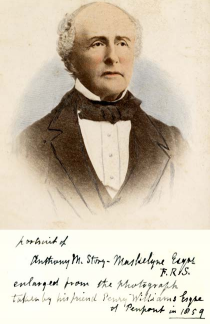 portrait of
Anthony M. Story-Maskelyne Esqre
F.R.S.
enlarged from the photograph
taken by his friend Penry Williams Esqre
of Penpont in 1859